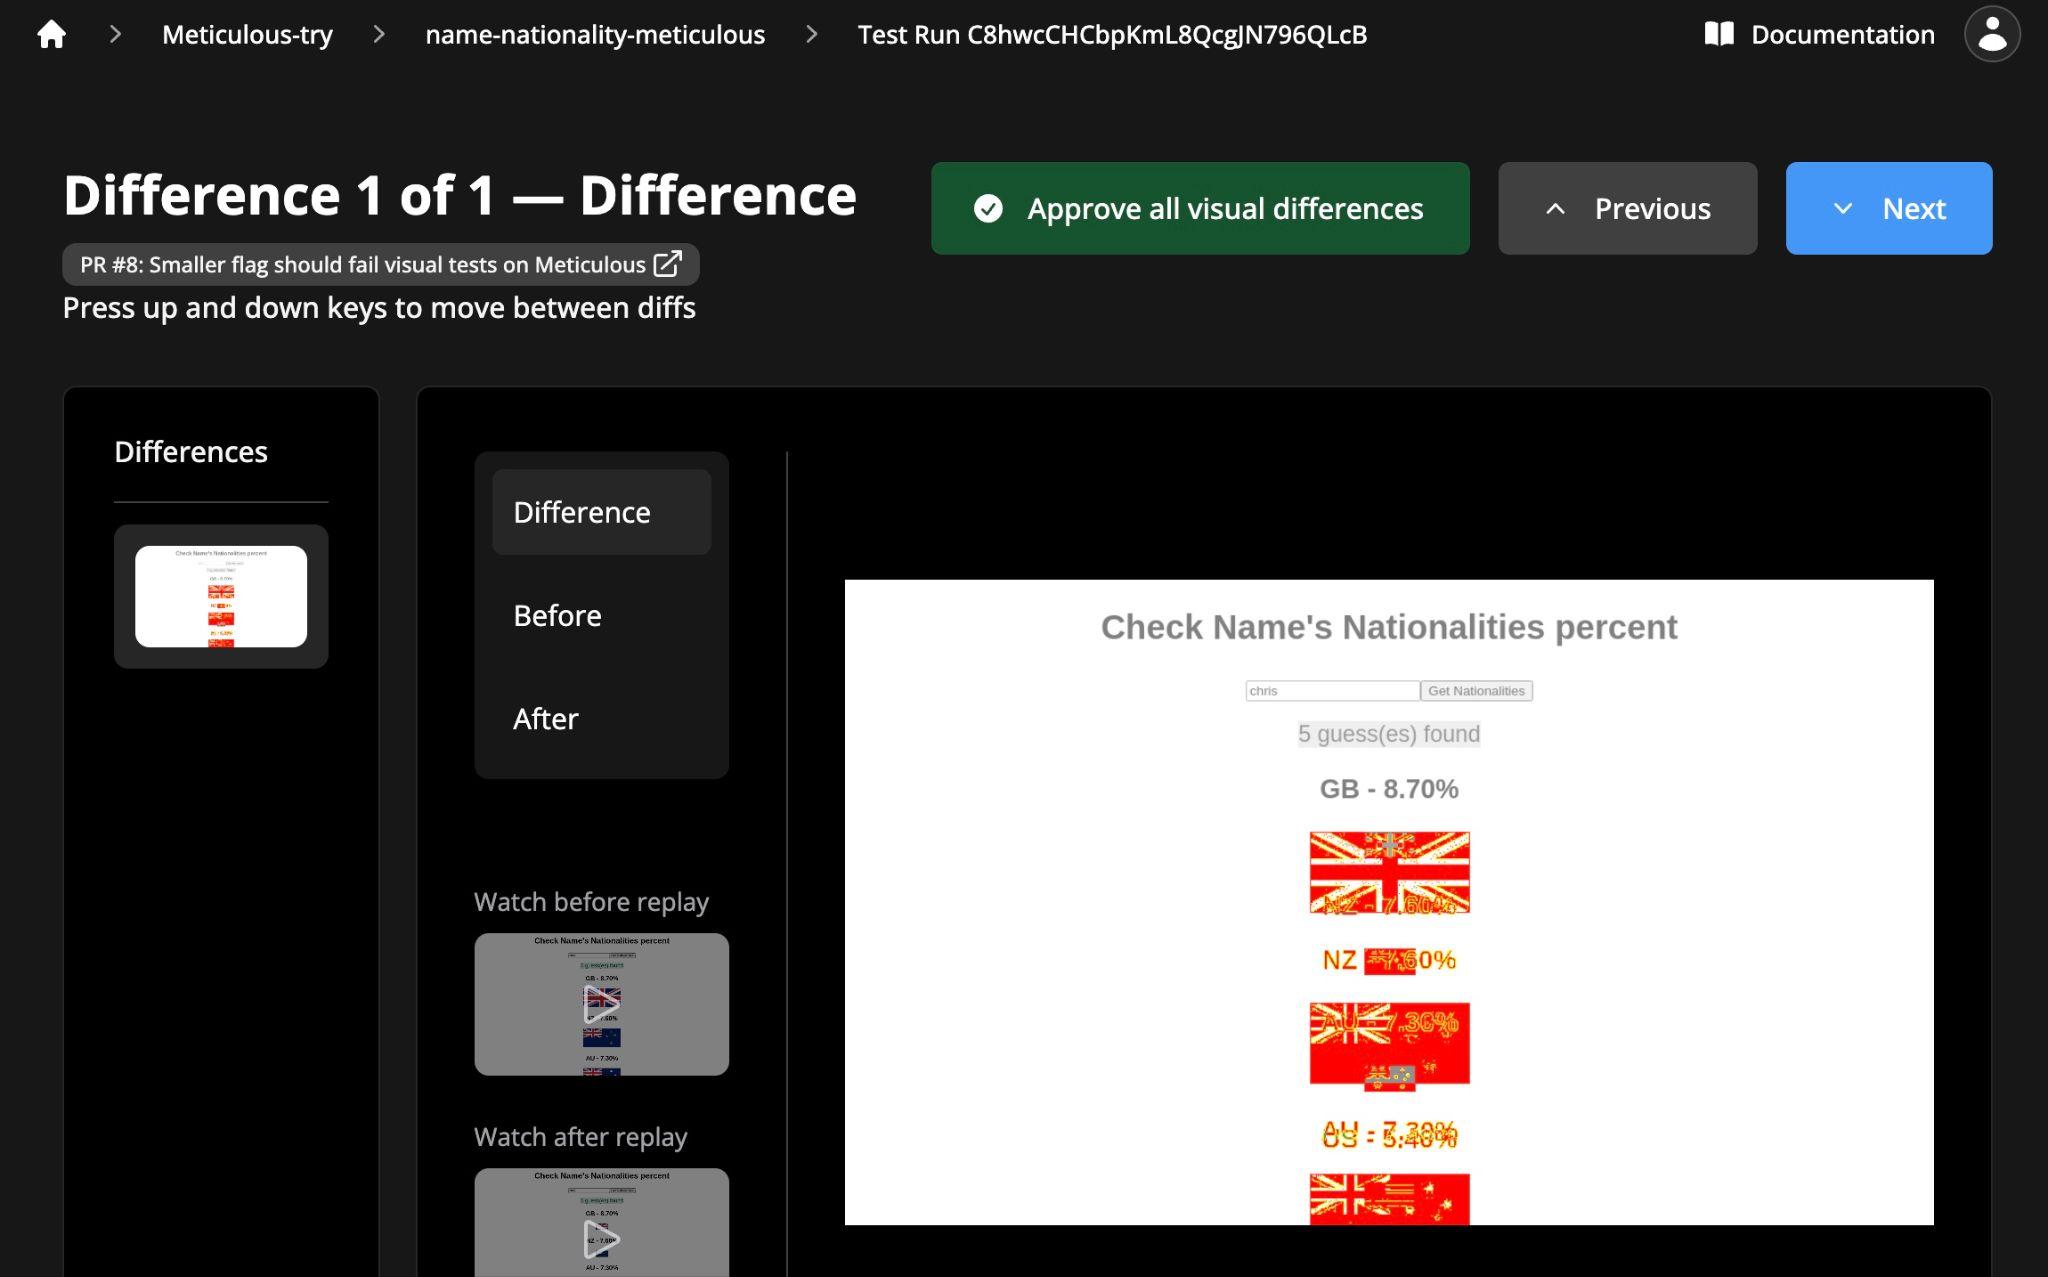 Meticulous-try > name-nationality-meticulous > Test Run C8hwcCHCbpKmL8QcgJN796QLcB
Documentation
Difference 1 of 1 — Difference
Approve all visual differences
Previous
Next
PR #8: Smaller flag should fail visual tests on Meticulous
Press up and down keys to move between diffs
Differences
Check Name's Nationalities percent
Difference
Before
After
Watch before replay
Check Name's Nationalities percent
GB - 8.70%
AU - 7.30%
Watch after replay
Check Name's Nationalities percent
GB - 8.70%
AU - 7.30%
Check Name's Nationalities percent
chris
Get Nationalities
5 guess(es) found
GB - 8.70%
NZ - 7.60%
NZ - 7.60%
AU - 7.30%
AU - 7.30%
US - 5.40%